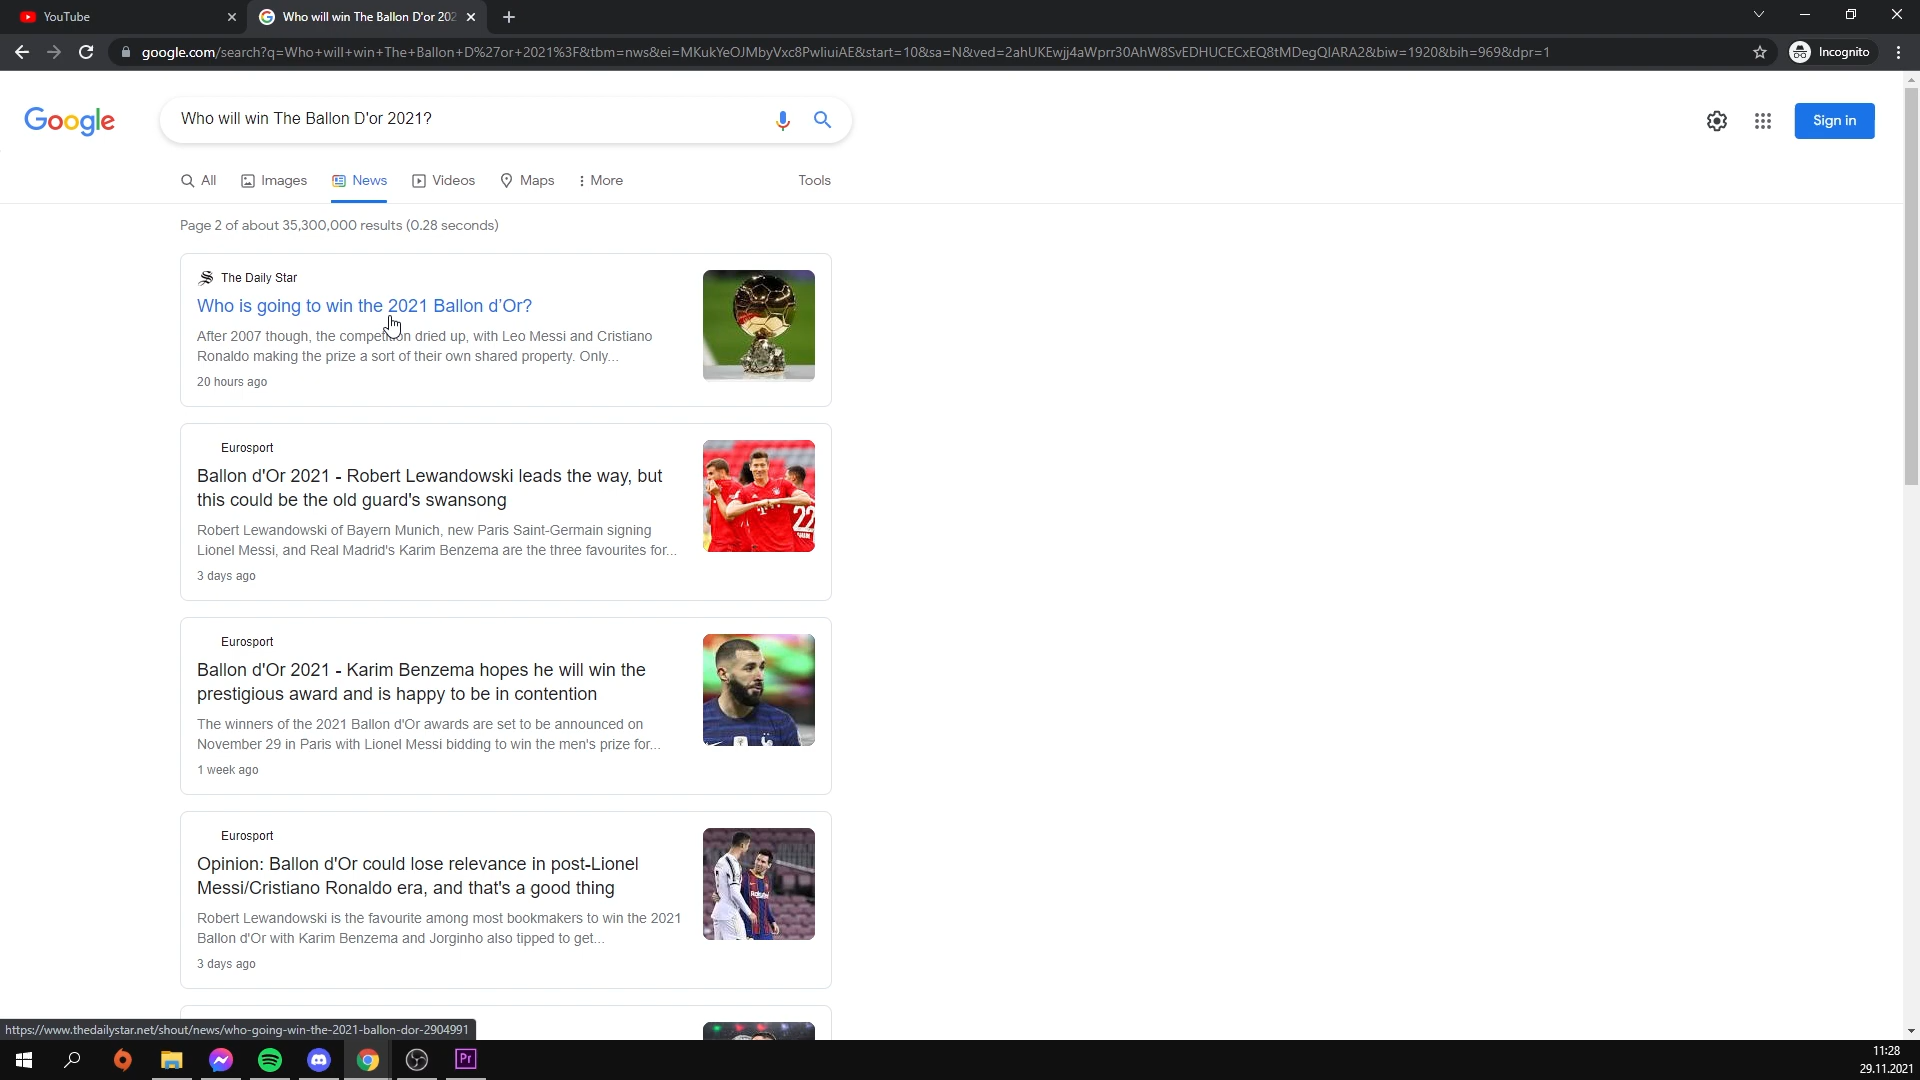 YouTube
Who will win The Ballon D'or 202
google.com/search?q=Who+will+win+The+Ballon+D%27or+2021%3F&tbm=nws&ei=MKukYeOJMbyVxc8PwliuiAE&start=10&sa=N&ved=2ahUKEwjj4aWprr30AhW8SvEDHUCECxEQ8tMDegQIARA2&biw=1920&bih=969&dpr=1
Incognito
Google
Who will win The Ballon D'or 2021?
Sign in
All
Images
News
Videos
Maps
More
Tools
Page 2 of about 35,300,000 results (0.28 seconds)
The Daily Star
Who is going to win the 2021 Ballon d'Or?
After 2007 though, the competition dried up, with Leo Messi and Cristiano
Ronaldo making the prize a sort of their own shared property. Only...
20 hours ago
Eurosport
Ballon d'Or 2021 - Robert Lewandowski leads the way, but
this could be the old guard's swansong
Robert Lewandowski of Bayern Munich, new Paris Saint-Germain signing
Lionel Messi, and Real Madrid's Karim Benzema are the three favourites for...
3 days ago
22
Eurosport
Ballon d'Or 2021 - Karim Benzema hopes he will win the
prestigious award and is happy to be in contention
The winners of the 2021 Ballon d'Or awards are set to be announced on
November 29 in Paris with Lionel Messi bidding to win the men's prize for...
1 week ago
Eurosport
Opinion: Ballon d'Or could lose relevance in post-Lionel
Messi/Cristiano Ronaldo era, and that's a good thing
Robert Lewandowski is the favourite among most bookmakers to win the 2021
Ballon d'Or with Karim Benzema and Jorginho also tipped to get...
3 days ago
https://www.thedailystar.net/shout/news/who-going-win-the-2021-ballon-dor-2904991
Pr
11:28
29.11.2021